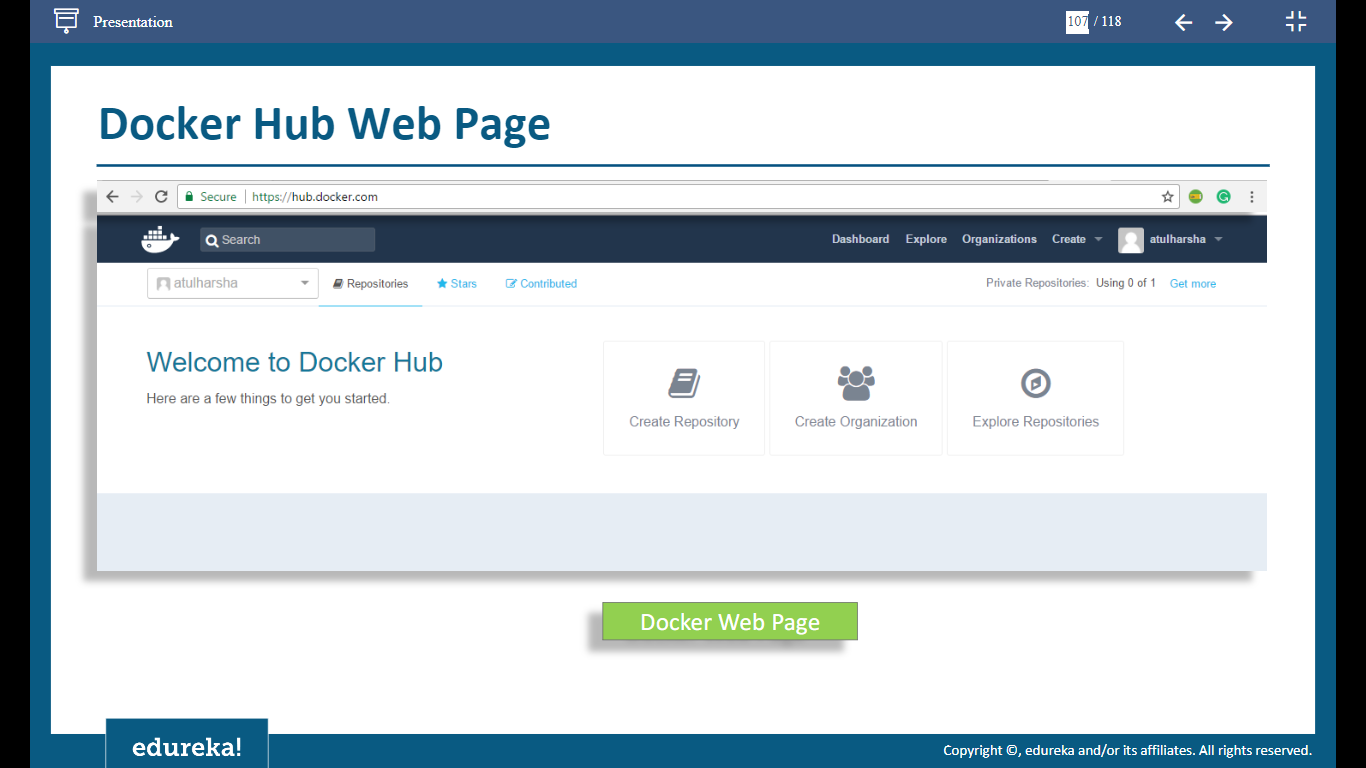 Presentation
107 / 118
Docker Hub Web Page
Secure https://hub.docker.com
Search
Dashboard Explore Organizations Create atulharsha
atulharsha Repositories Stars Contributed Private Repositories: Using 0 of 1 Get more
Welcome to Docker Hub
Here are a few things to get you started.
Create Repository Create Organization Explore Repositories
Docker Web Page
edureka!
Copyright ©, edureka and/or its affiliates. All rights reserved.